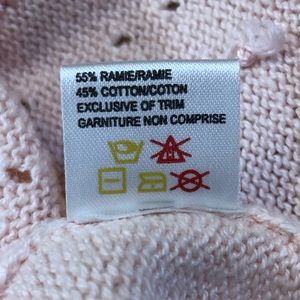 55% RAMIE/RAMIE
45% COTTON/COTON
EXCLUSIVE OF TRIM
GARNITURE NON COMPRISE